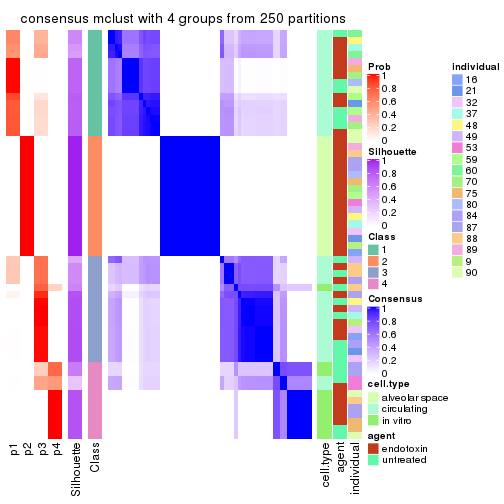 consensus mclust with 4 groups from 250 partitions
Prob
1
0.8
0.6
0.4
0.2
0
Silhouette
1
0.8
0.6
0.4
0.2
0
Class
1
2
3
4
Consensus
1
0.8
0.6
0.4
0.2
0
cell.type
alveolar space
circulating
in vitro
agent
endotoxin
untreated
individual
16
21
32
37
48
49
53
59
60
70
75
80
84
87
88
89
9
90
p1
p2
p3
p4
Silhouette
Class
cell.type
agent
individual